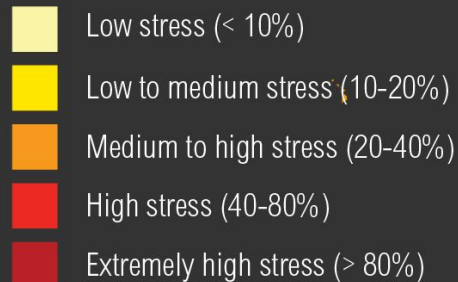 Low stress (< 10%)
Low to medium stress (10-20%)
Medium to high stress (20-40%)
High stress (40-80%)
Extremely high stress (> 80%)